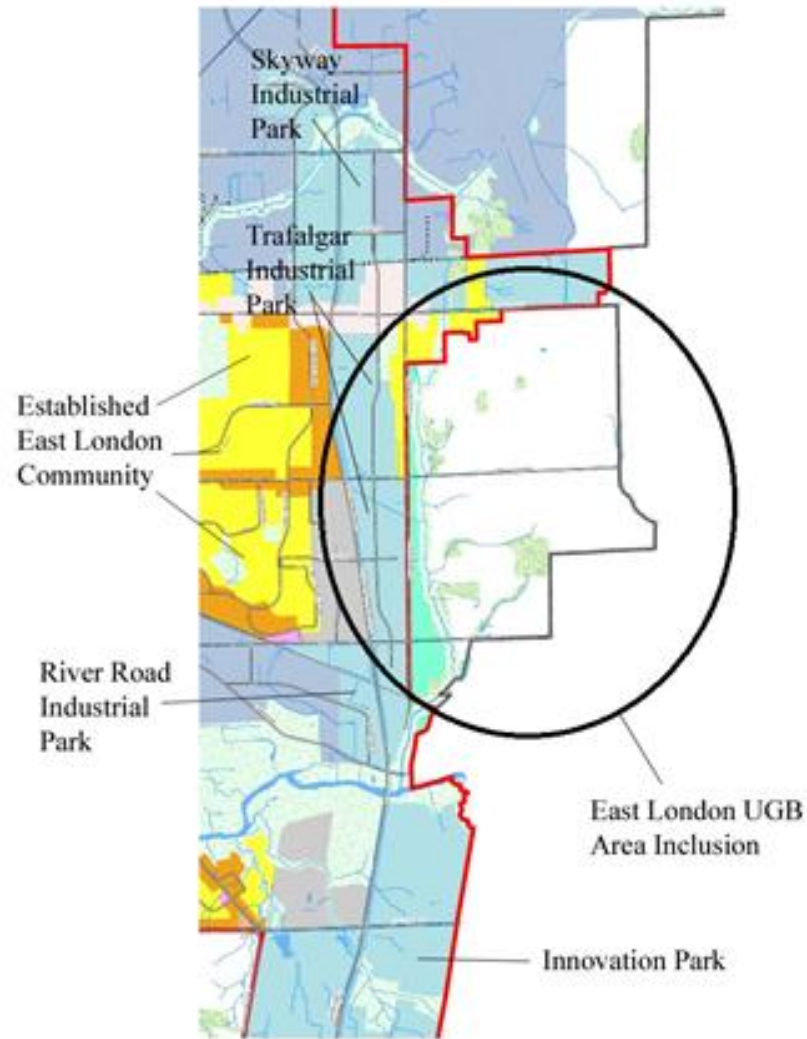 Skyway
Industrial
Park
Trafalgar
Industrial
Park
Established
East London
Community
River Road
Industrial
Park
East London UGB
Area Inclusion
Innovation Park